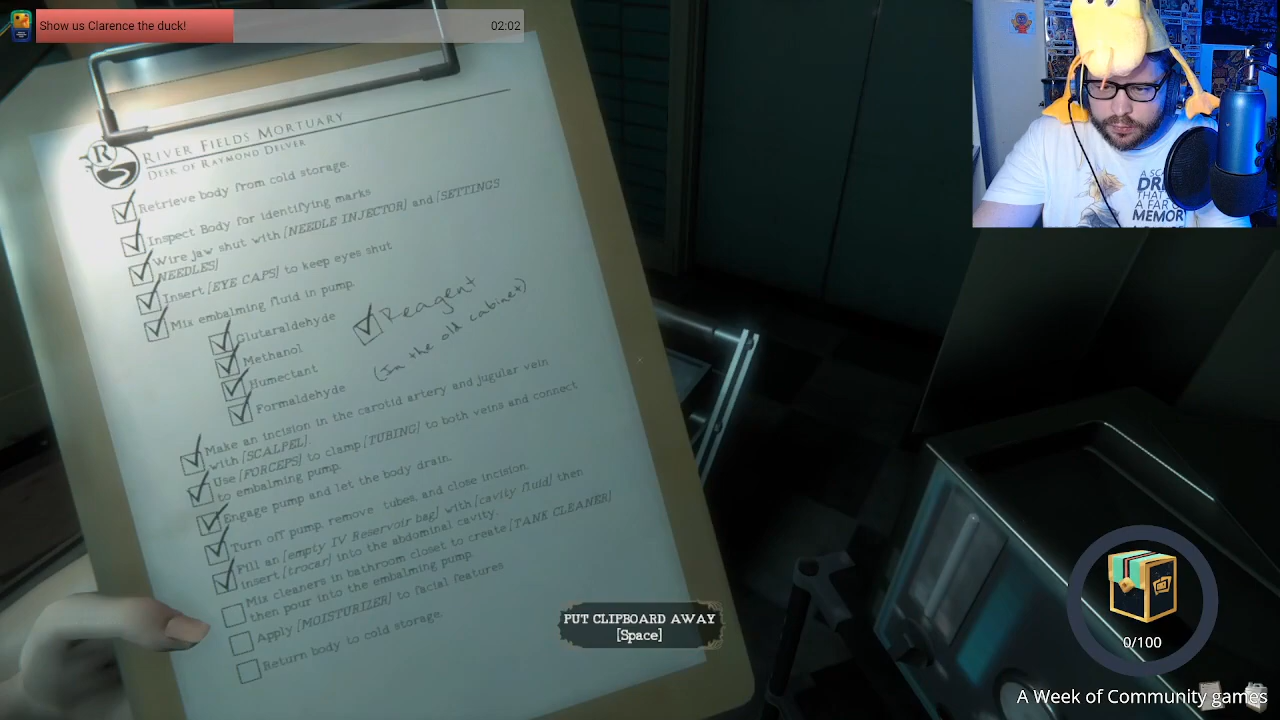 Show us Clarence the duck!
02:02
RIVER FIELDS MORTUARY
DESK OF RAYMOND DELVER
Retrieve body from cold storage.
Inspect Body for identifying marks
Wire jaw shut with [NEEDLE INJECTOR] and [SETTINGS
NEEDLES]
Insert [EYE CAPS] to keep eyes shut
Mix embalming fluid in pump.
Glutaraldehyde
Methanol
Humectant
Formaldehyde
Reagent
(In the old cabinet)
Make an incision in the carotid artery and jugular vein
with [SCALPEL].
Use [FORCEPS] to clamp [TUBING] to both veins and connect
to embalming pump.
Engage pump and let the body drain.
Turn off pump, remove tubes, and close incision.
Fill an [empty IV Reservoir bag] with [cavity fluid] then
insert [trocar] into the abdominal cavity.
Mix cleaners in bathroom closet to create [TANK CLEANER]
then pour into the embalming pump.
Apply [MOISTURIZER] to facial features
Return body to cold storage.
PUT CLIPBOARD AWAY
[Space]
DRE
THAT
A FAR
MEMOR
0/100
A Week of Community games